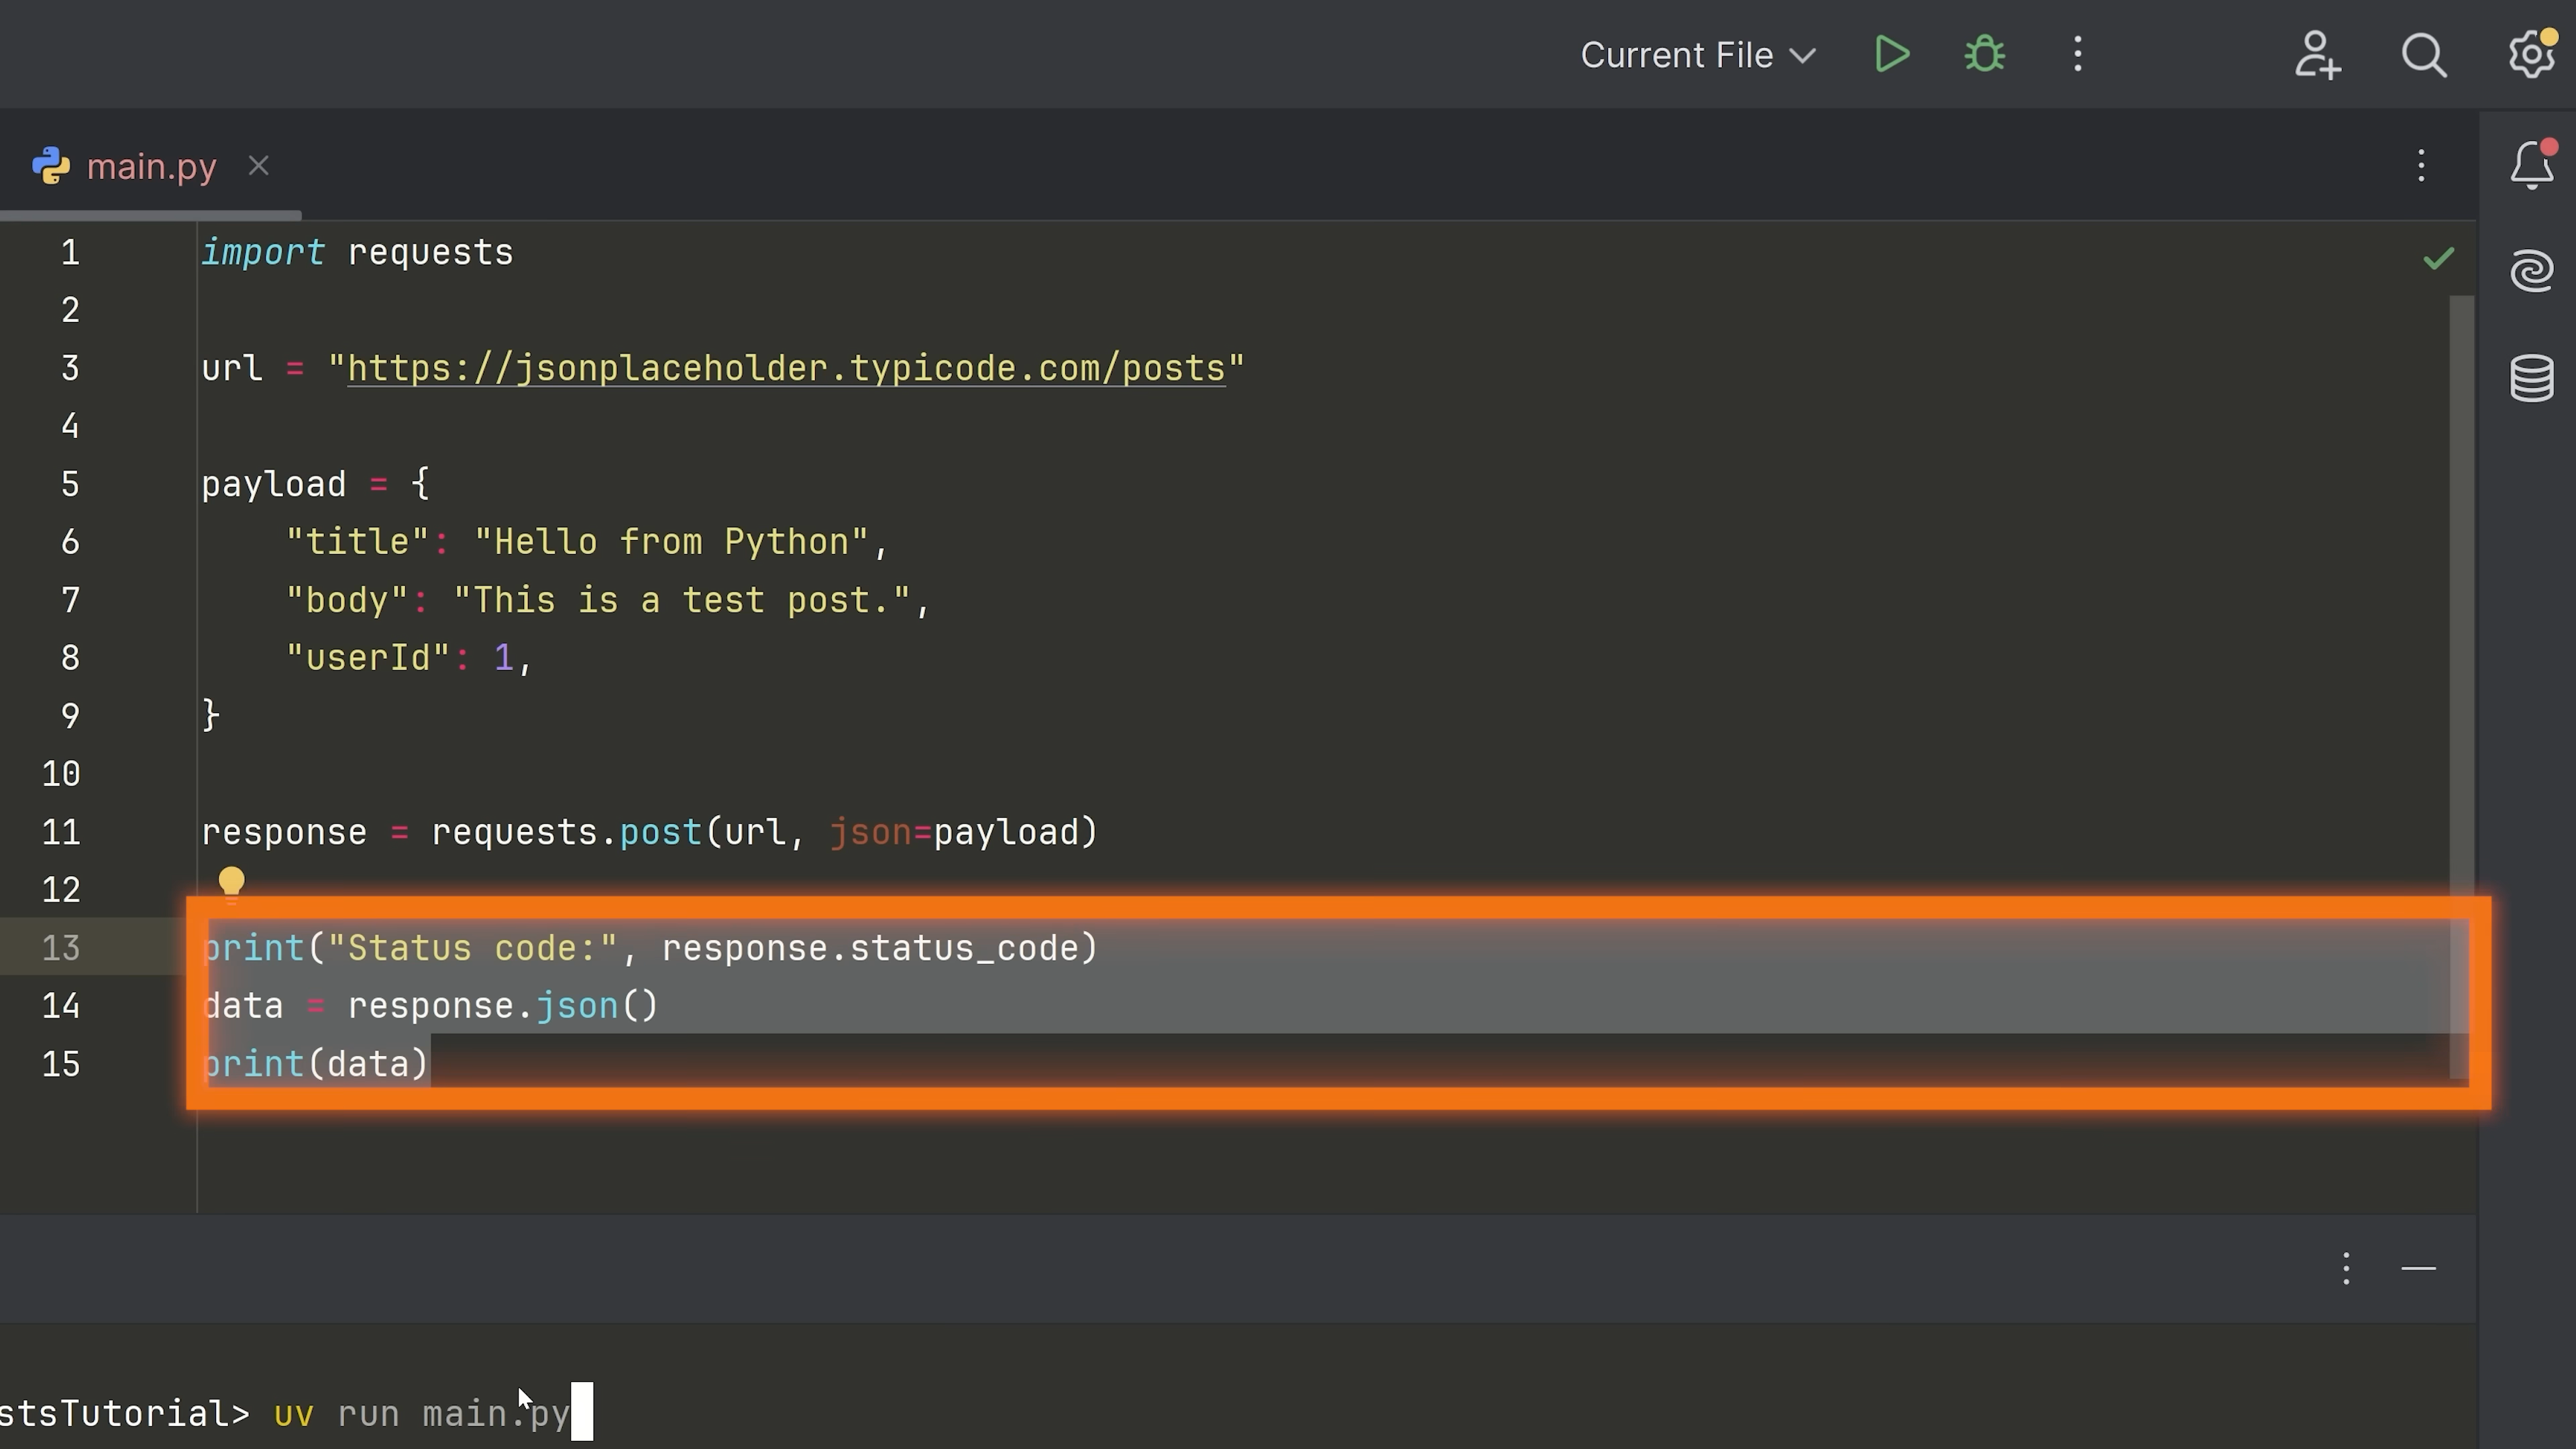 Current File
main.py
1 import requests
2
3 url = "https://jsonplaceholder.typicode.com/posts"
4
5 payload = {
6     "title": "Hello from Python",
7     "body": "This is a test post.",
8     "userId": 1,
9 }
10
11 response = requests.post(url, json=payload)
12
13 print("Status code:", response.status_code)
14 data = response.json()
15 print(data)
stsTutorial> uv run main.py